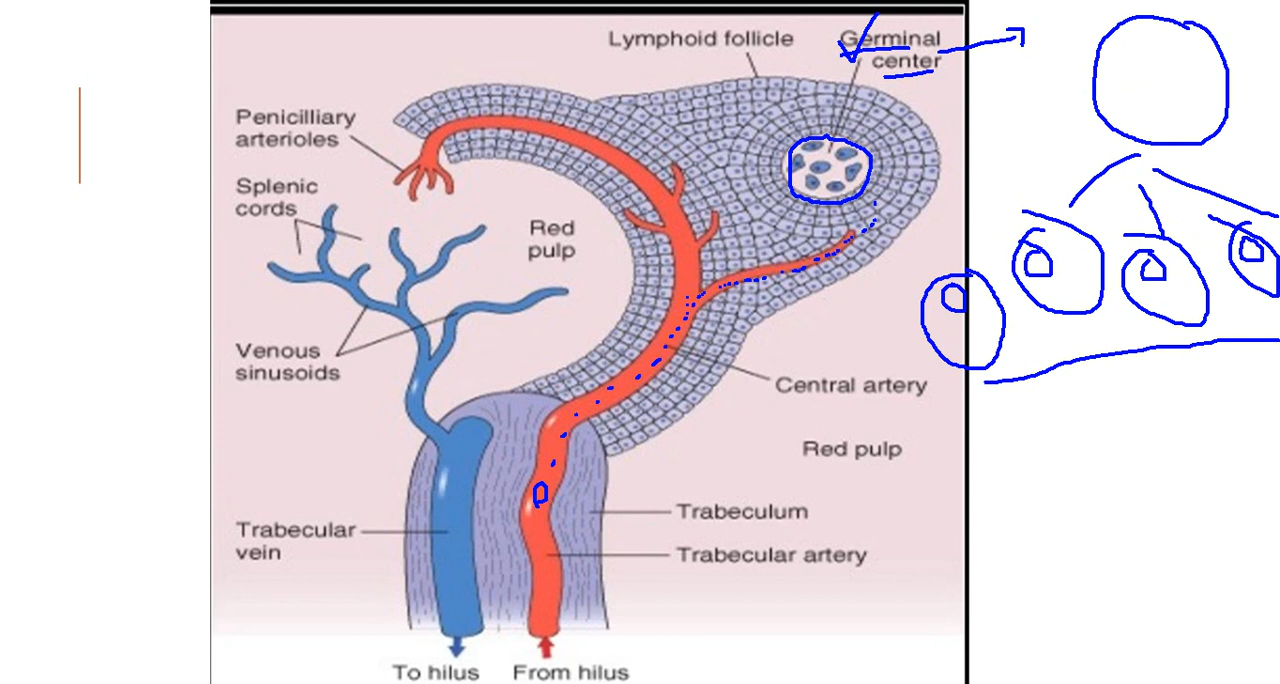 Lymphoid follicle
Germinal
center
Penicilliary
arterioles
Splenic
cords
Red
pulp
Venous
sinusoids
Central artery
Red pulp
Trabeculum
Trabecular
vein
Trabecular artery
To hilus
From hilus